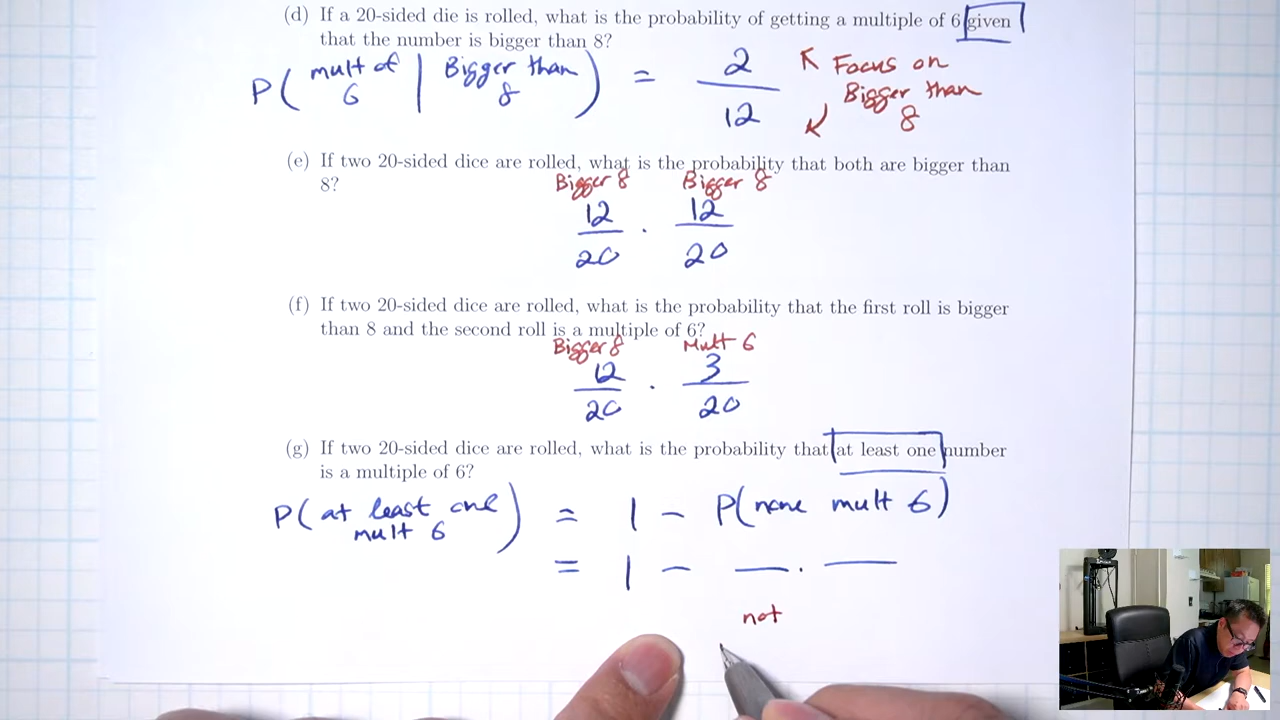 (d) If a 20-sided die is rolled, what is the probability of getting a multiple of 6 given
that the number is bigger than 8?
P( mult of 6 | Bigger than 8 ) = 2/12 Focus on Bigger than 8
(e) If two 20-sided dice are rolled, what is the probability that both are bigger than
8?
Bigger 8 Bigger 8
12/20 · 12/20
(f) If two 20-sided dice are rolled, what is the probability that the first roll is bigger
than 8 and the second roll is a multiple of 6?
Bigger 8 Mult 6
12/20 · 3/20
(g) If two 20-sided dice are rolled, what is the probability that at least one number
is a multiple of 6?
P( at least one mult 6 ) = 1 - P(none mult 6)
= 1 - __ . __
not